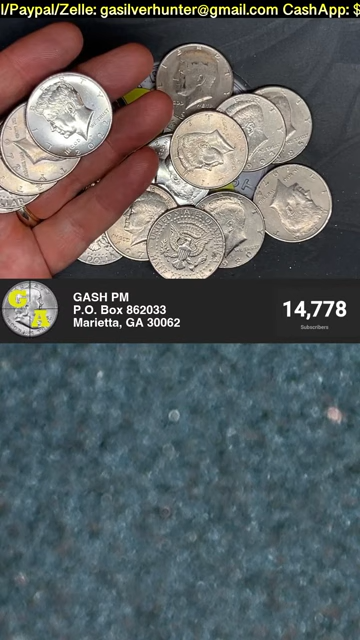 l/Paypal/Zelle: gasilverhunter@gmail.com CashApp: $
GASH PM
P.O. Box 862033
Marietta, GA 30062
GA
14,778
Subscribers